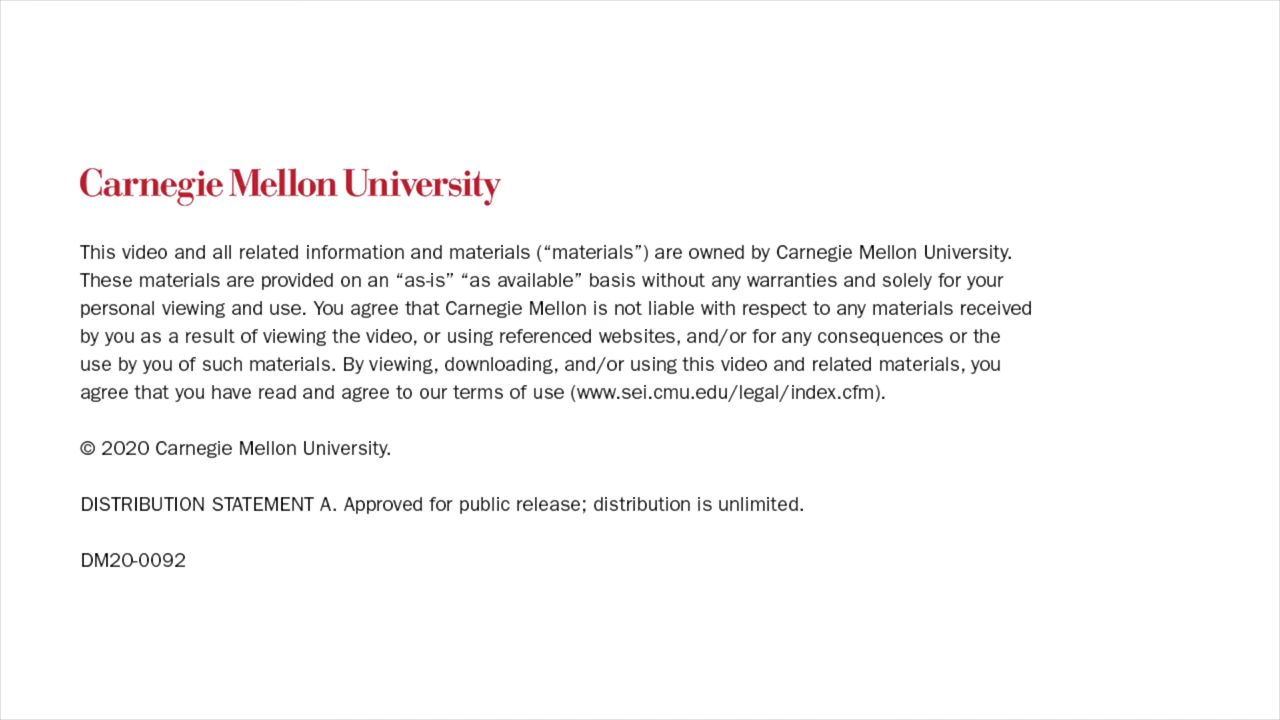 Carnegie Mellon University
This video and all related information and materials (“materials”) are owned by Carnegie Mellon University.
These materials are provided on an “as-is” “as available” basis without any warranties and solely for your
personal viewing and use. You agree that Carnegie Mellon is not liable with respect to any materials received
by you as a result of viewing the video, or using referenced websites, and/or for any consequences or the
use by you of such materials. By viewing, downloading, and/or using this video and related materials, you
agree that you have read and agree to our terms of use (www.sei.cmu.edu/legal/index.cfm).
© 2020 Carnegie Mellon University.
DISTRIBUTION STATEMENT A. Approved for public release; distribution is unlimited.
DM20-0092